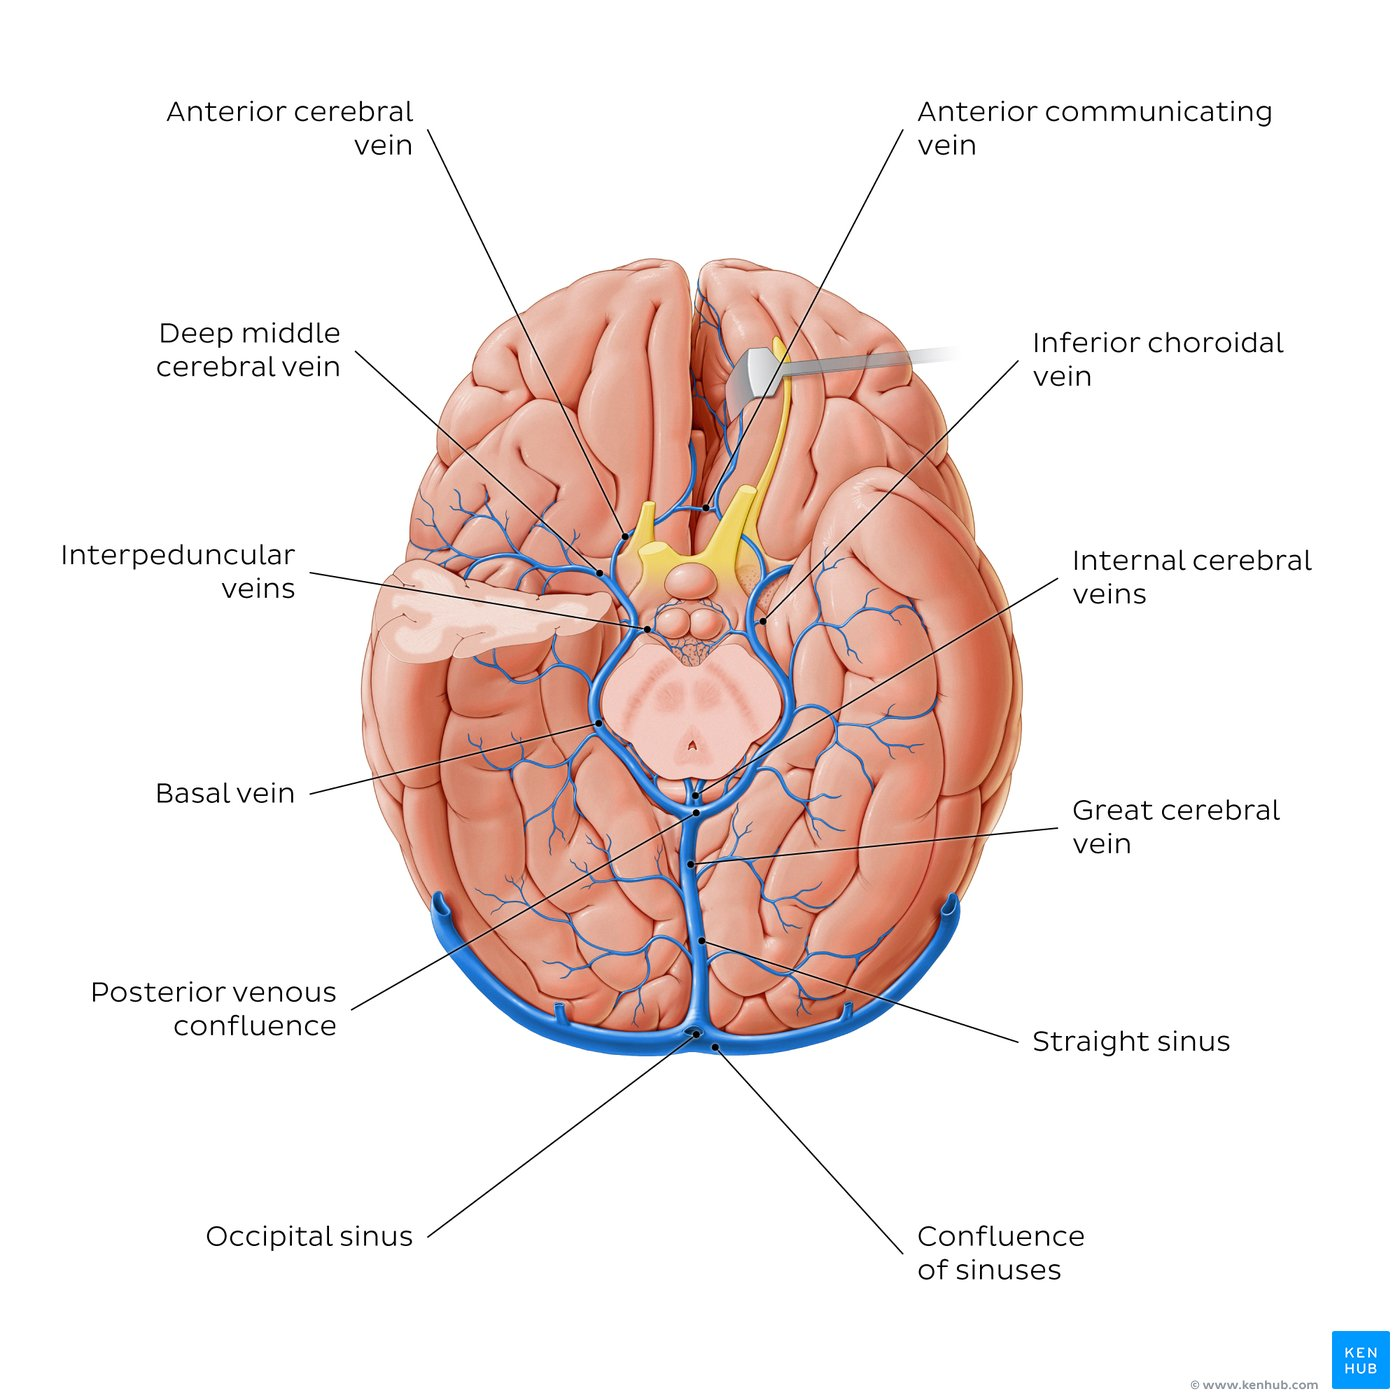 Anterior cerebral
vein
Anterior communicating
vein
Deep middle
cerebral vein
Inferior choroidal
vein
Interpeduncular
veins
Internal cerebral
veins
Basal vein
Great cerebral
vein
Posterior venous
confluence
Straight sinus
Occipital sinus
Confluence
of sinuses
KEN
HUB
© www.kenhub.com